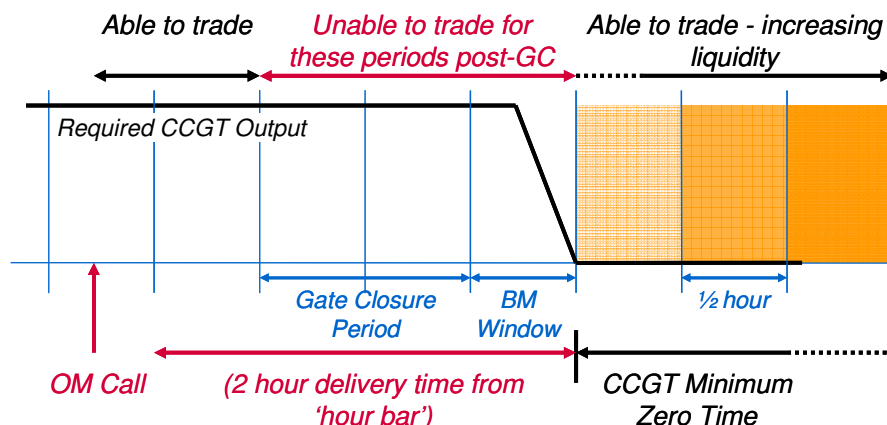 Able to trade
Unable to trade for
these periods post-GC
Able to trade - increasing
liquidity
Required CCGT Output
Gate Closure
Period
BM
Window
½ hour
OM Call
(2 hour delivery time from
‘hour bar’)
CCGT Minimum
Zero Time